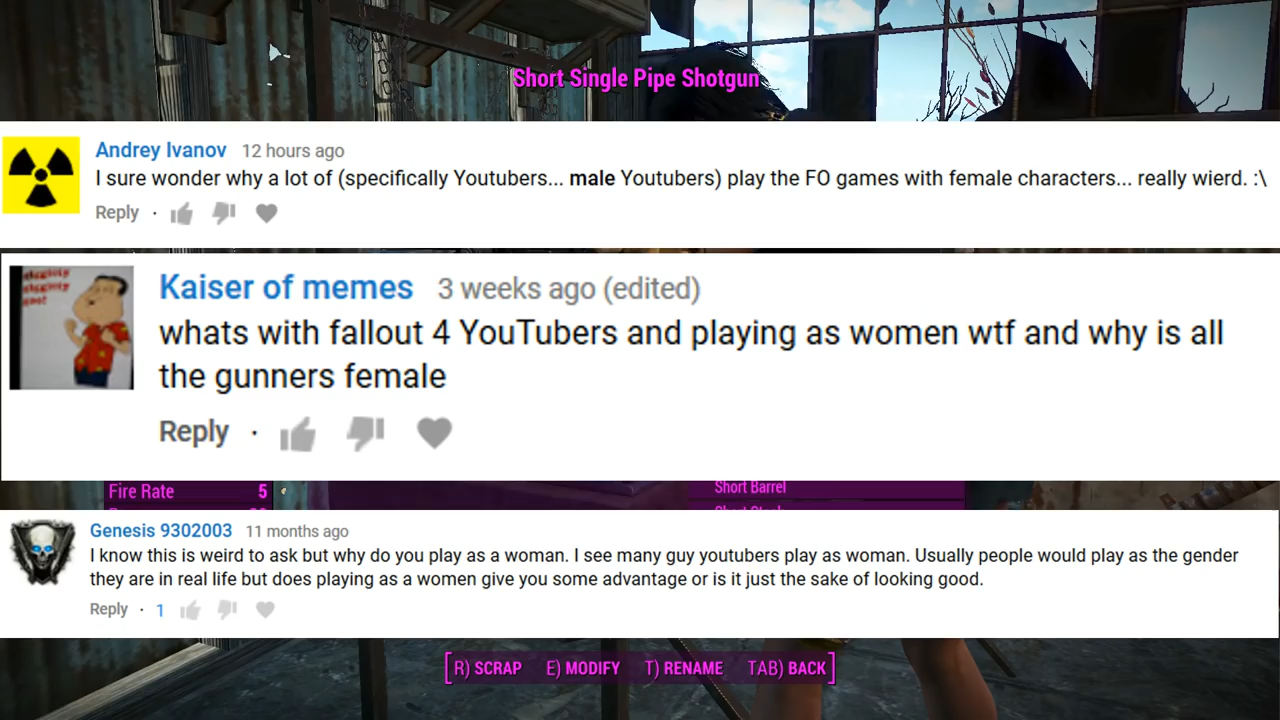 Short Single Pipe Shotgun
Andrey Ivanov 12 hours ago
I sure wonder why a lot of (specifically Youtubers... male Youtubers) play the FO games with female characters... really wierd. :\
Reply ·
Kaiser of memes 3 weeks ago (edited)
whats with fallout 4 YouTubers and playing as women wtf and why is all
the gunners female
Reply ·
Fire Rate 5
Short Barrel
Genesis 9302003 11 months ago
I know this is weird to ask but why do you play as a woman. I see many guy youtubers play as woman. Usually people would play as the gender
they are in real life but does playing as a women give you some advantage or is it just the sake of looking good.
Reply · 1
R) SCRAP E) MODIFY T) RENAME TAB) BACK